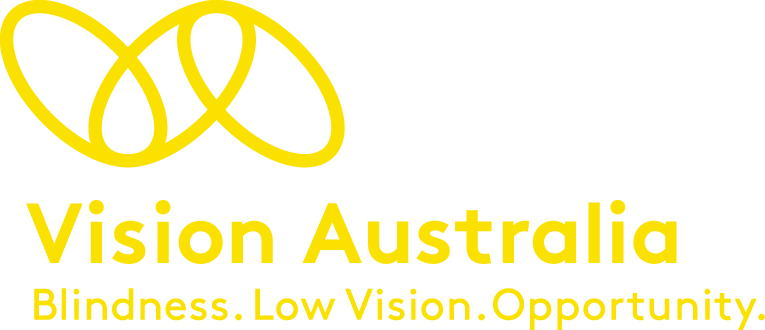 Vision Australia
Blindness. Low Vision. Opportunity.